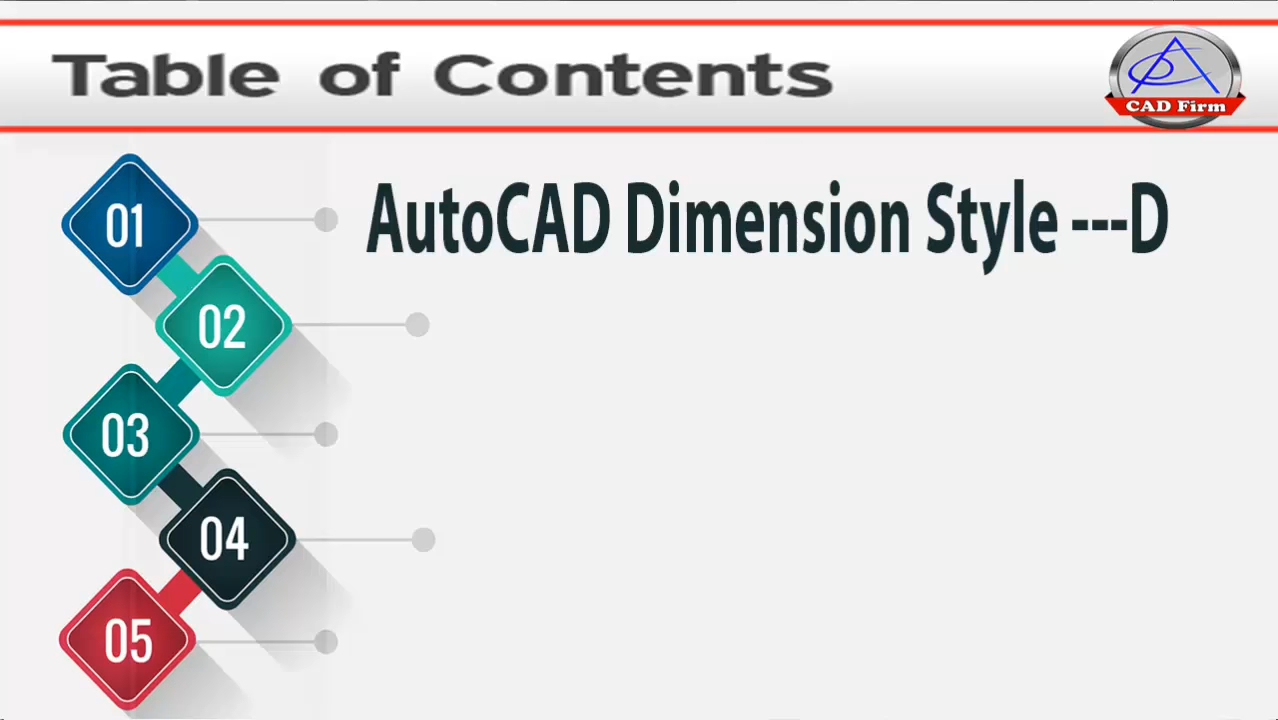 Table of Contents
CAD Firm
01
AutoCAD Dimension Style ---D
02
03
04
05